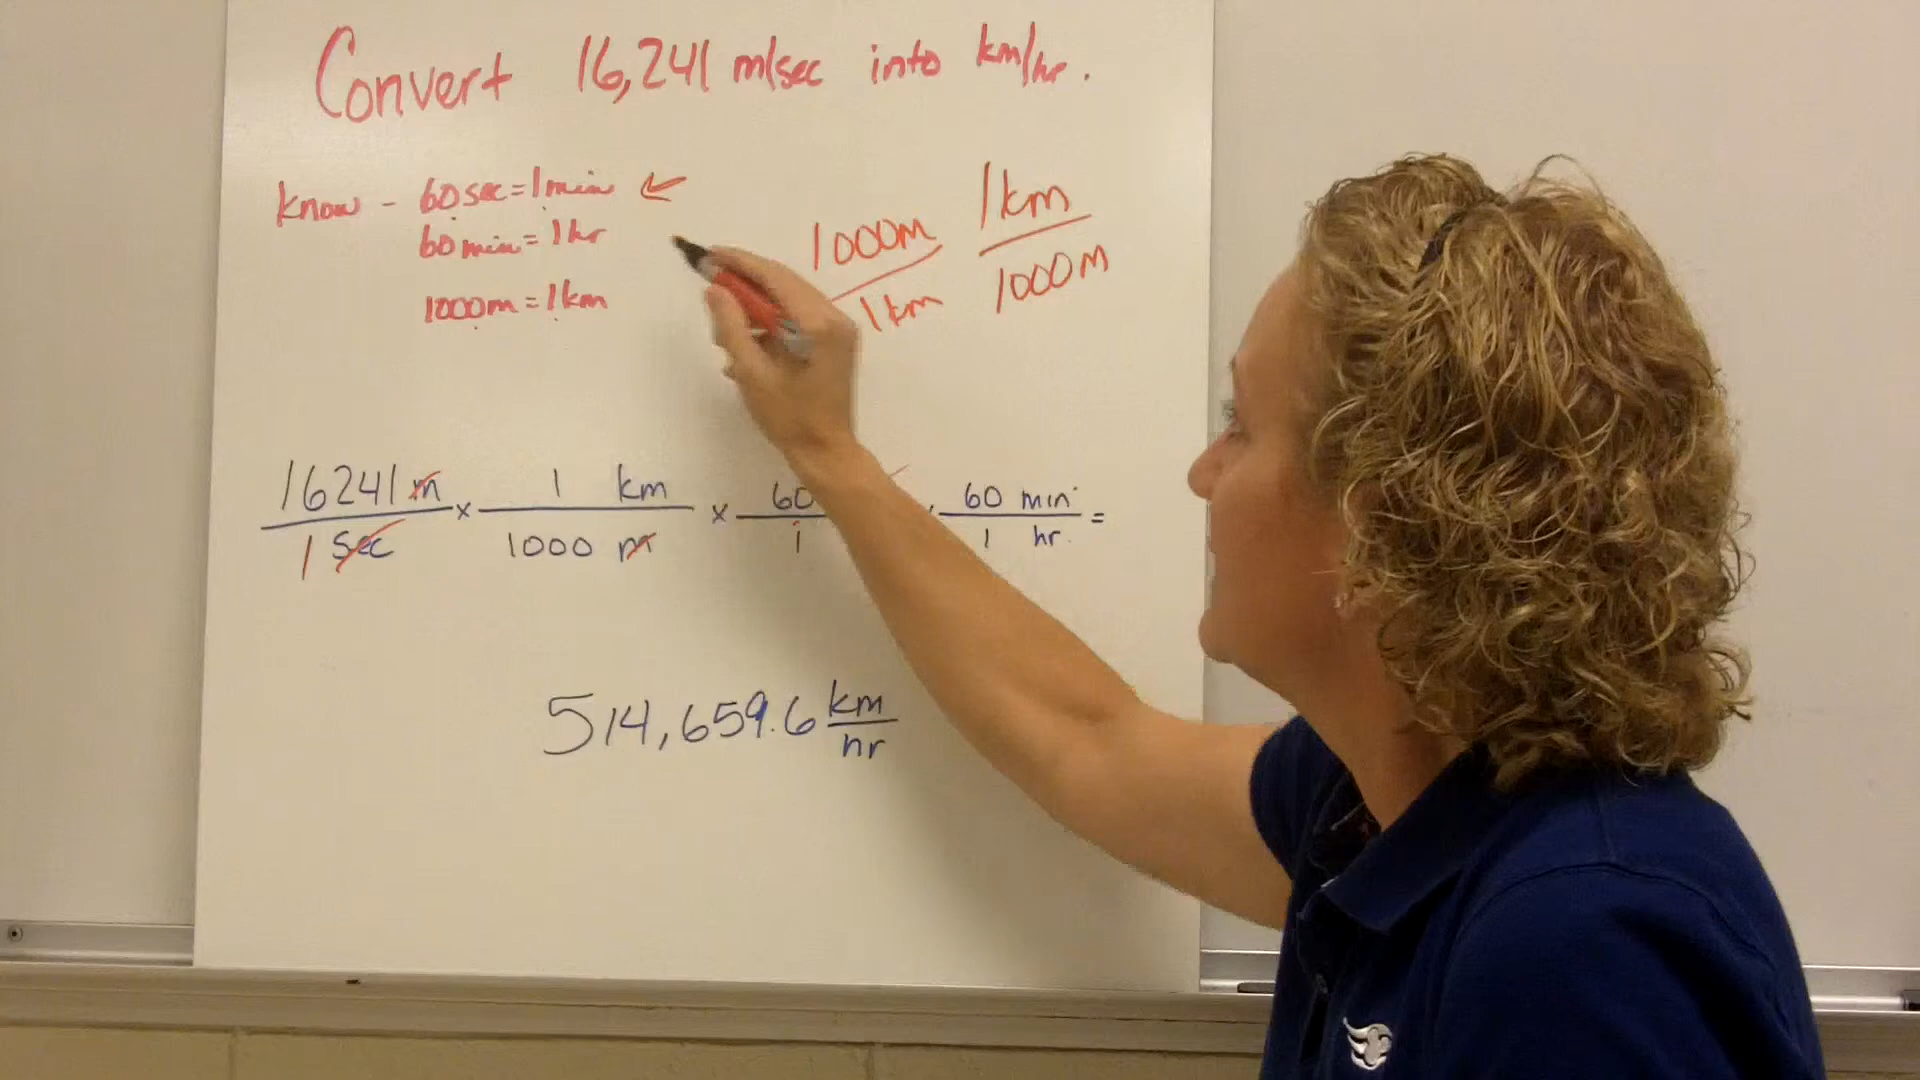 Convert 16,241 m/sec into km/hr.
know - 60 sec = 1 min
60 min = 1 hr
1000m = 1 km
1000m 1km
1km 1000m
16241 m × 1 km × 60 60 min =
1 sec 1000 m 1 1 hr.
514,659.6 km
hr